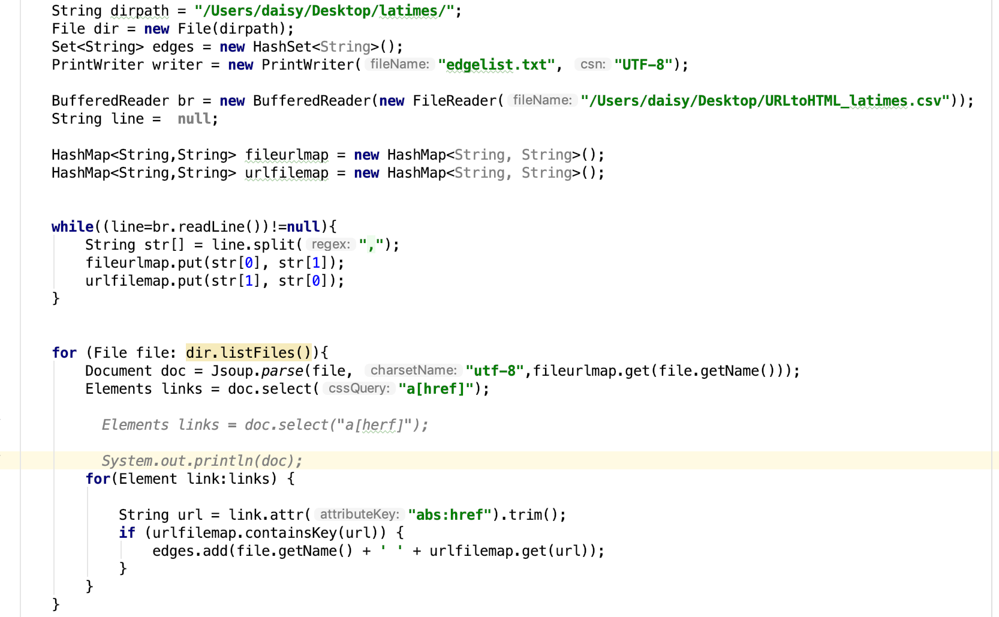 String dirpath = "/Users/daisy/Desktop/latimes/";
File dir = new File(dirpath);
Set<String> edges = new HashSet<String>();
PrintWriter writer = new PrintWriter( fileName: "edgelist.txt", csn: "UTF-8");
BufferedReader br = new BufferedReader(new FileReader( fileName: "/Users/daisy/Desktop/URLtoHTML_latimes.csv"));
String line =  null;
HashMap<String,String> fileurlmap = new HashMap<String, String>();
HashMap<String,String> urlfilemap = new HashMap<String, String>();
while((line=br.readLine())!=null){
String str[] = line.split( regex: ",");
fileurlmap.put(str[0], str[1]);
urlfilemap.put(str[1], str[0]);
}
for (File file: dir.listFiles()){
Document doc = Jsoup.parse(file, charsetName: "utf-8",fileurlmap.get(file.getName()));
Elements links = doc.select( cssQuery: "a[href]");
Elements links = doc.select("a[herf]");
System.out.println(doc);
for(Element link:links) {
String url = link.attr( attributeKey: "abs:href").trim();
if (urlfilemap.containsKey(url)) {
edges.add(file.getName() + ' ' + urlfilemap.get(url));
}
}
}